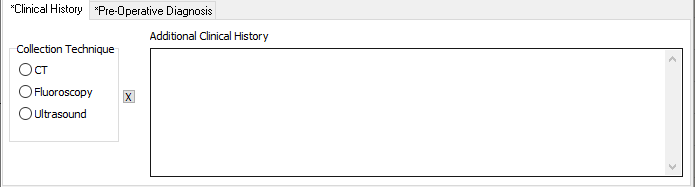 *Clinical History
*Pre-Operative Diagnosis
Collection Technique
CT
Fluoroscopy
Ultrasound
X
Additional Clinical History